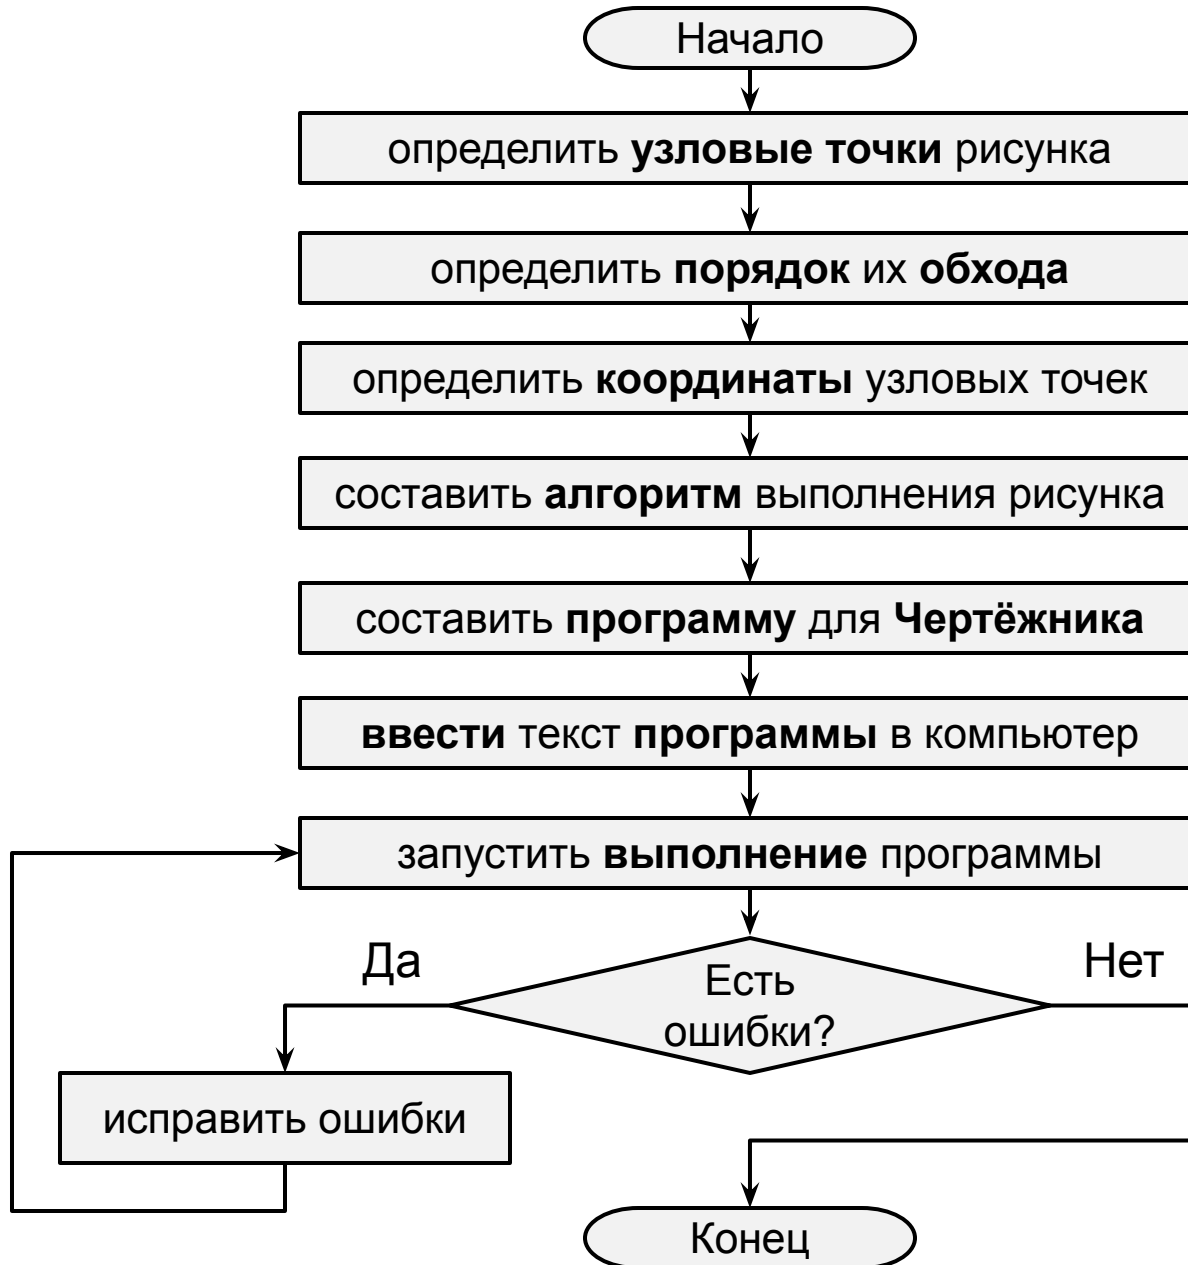 Начало
определить узловые точки рисунка
определить порядок их обхода
определить координаты узловых точек
составить алгоритм выполнения рисунка
составить программу для Чертёжника
ввести текст программы в компьютер
запустить выполнение программы
Да
Есть
ошибки?
Нет
исправить ошибки
Конец